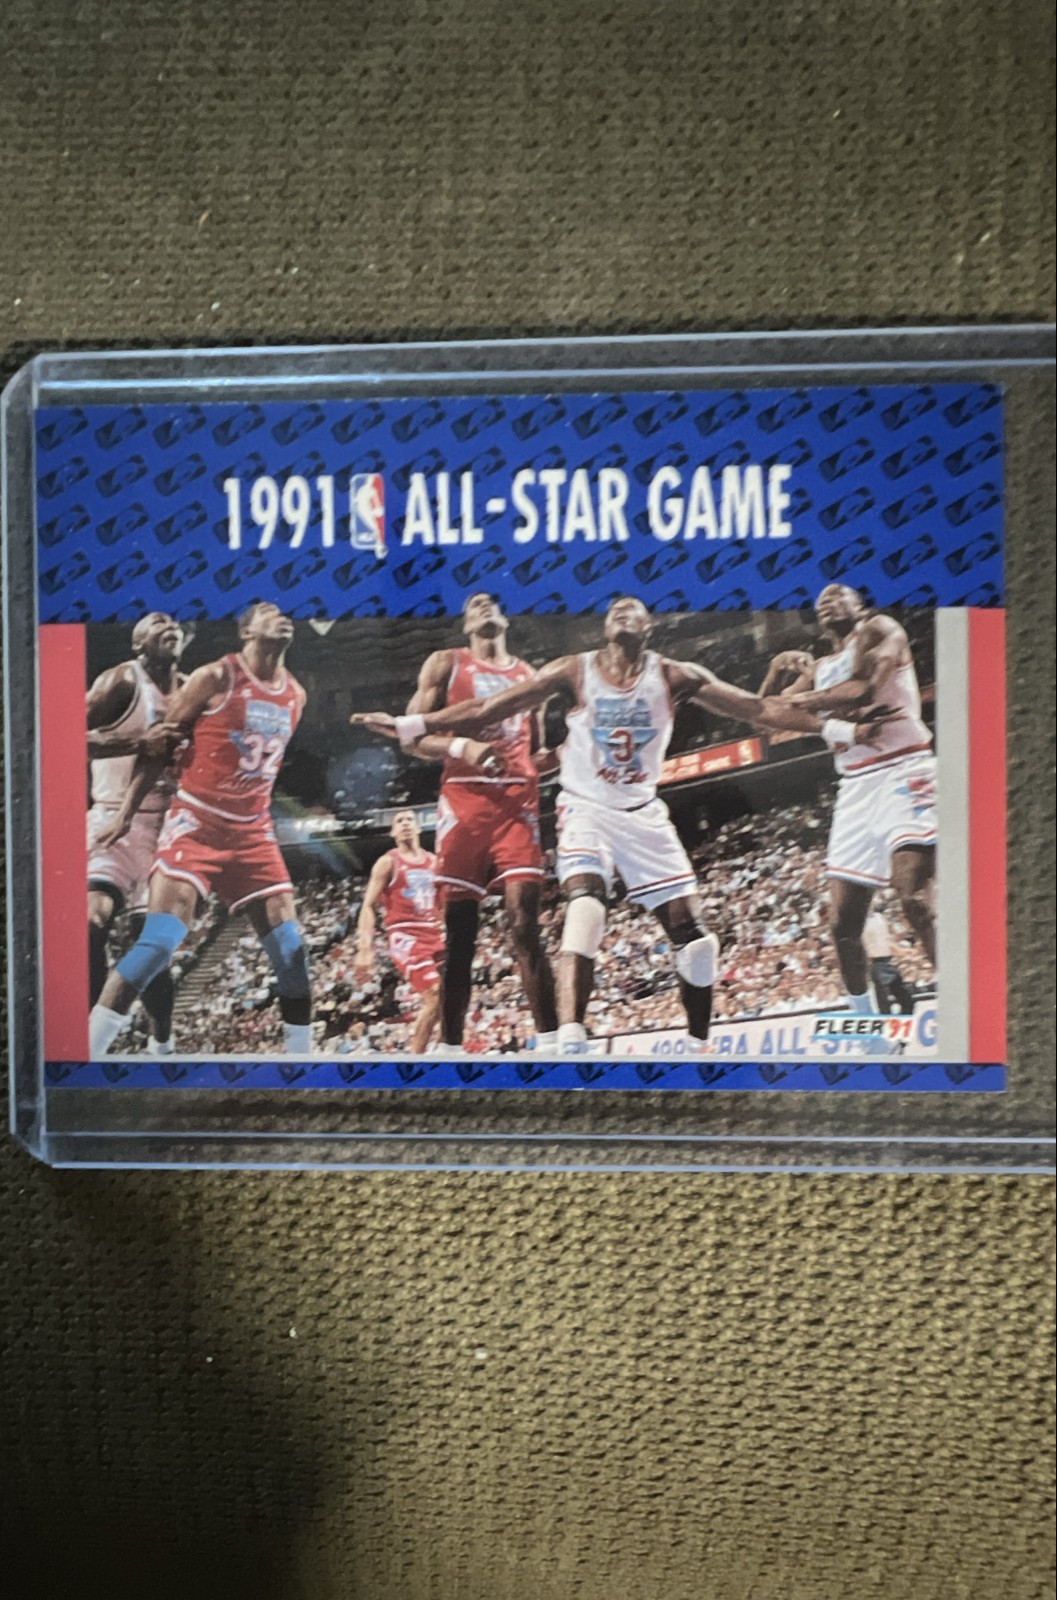 1991 ALL-STAR GAME
32
3
FLEER '91